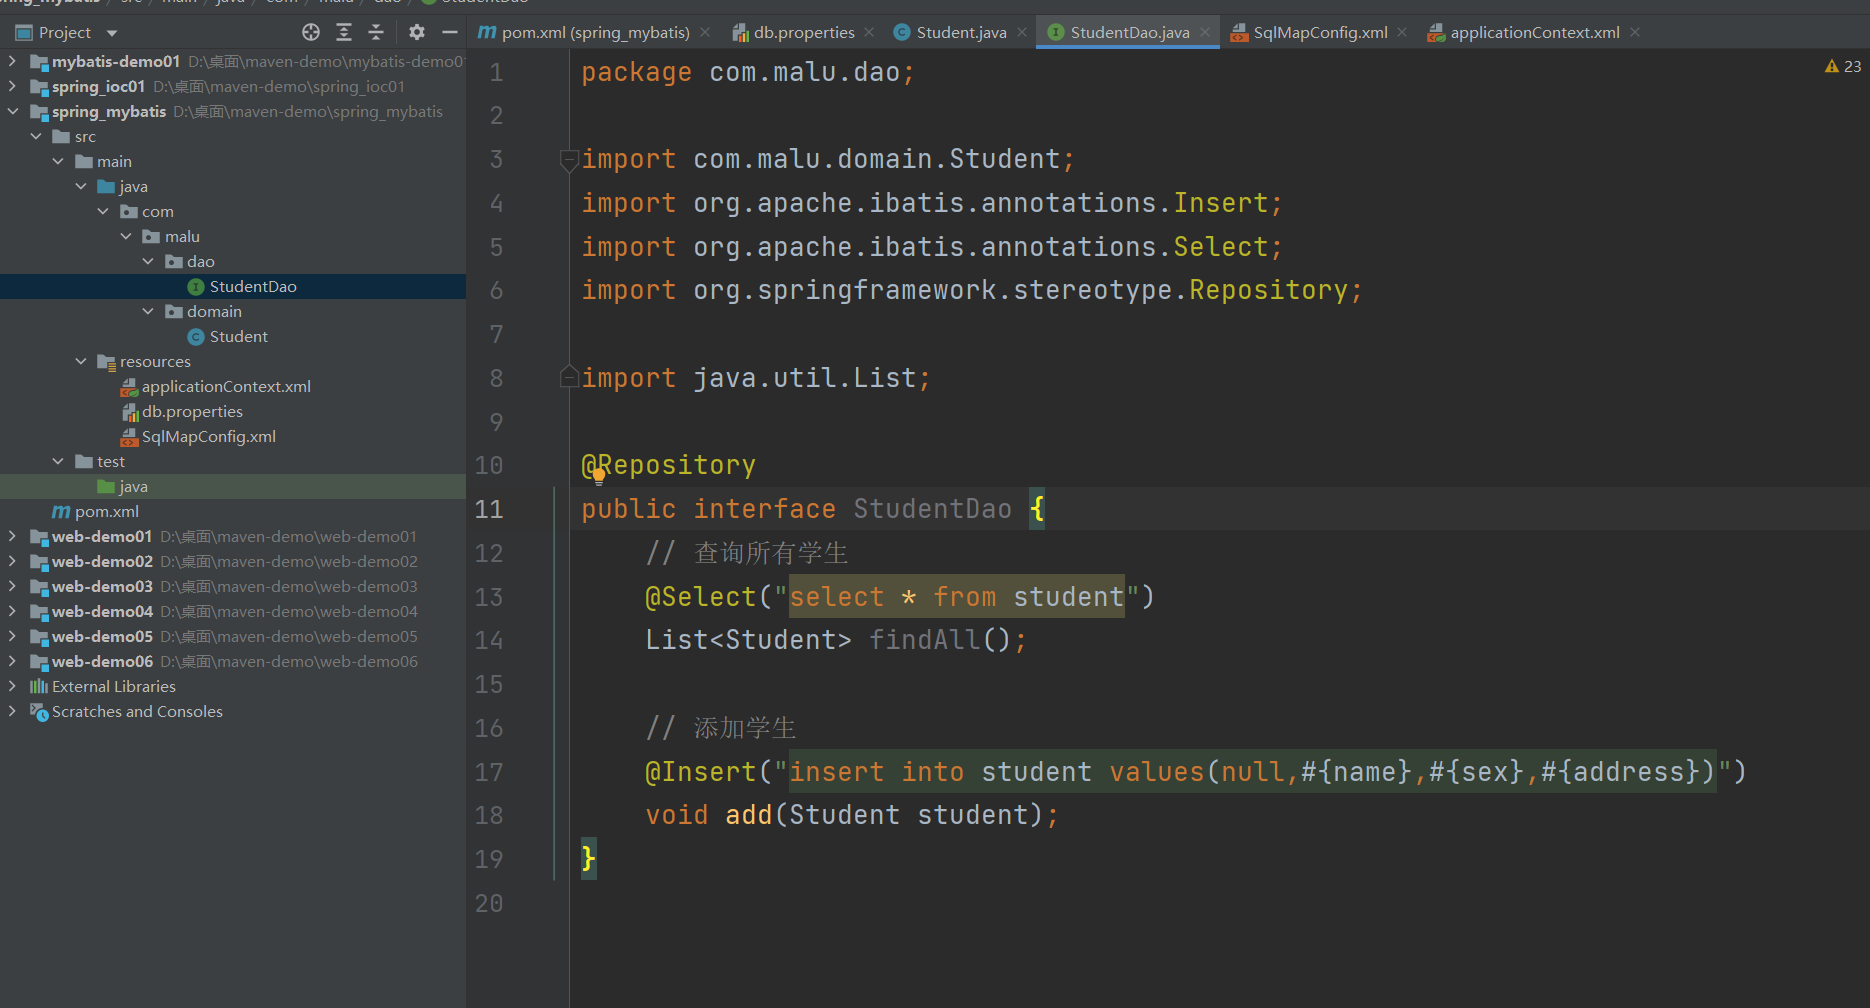 spring_mybatis / src / main / java / com / malu / dao / StudentDao
Project
pom.xml (spring_mybatis)
db.properties
Student.java
StudentDao.java
SqlMapConfig.xml
applicationContext.xml
mybatis-demo01 D:\桌面\maven-demo\mybatis-demo01
spring_ioc01 D:\桌面\maven-demo\spring_ioc01
spring_mybatis D:\桌面\maven-demo\spring_mybatis
src
main
java
com
malu
dao
StudentDao
domain
Student
resources
applicationContext.xml
db.properties
SqlMapConfig.xml
test
java
pom.xml
web-demo01 D:\桌面\maven-demo\web-demo01
web-demo02 D:\桌面\maven-demo\web-demo02
web-demo03 D:\桌面\maven-demo\web-demo03
web-demo04 D:\桌面\maven-demo\web-demo04
web-demo05 D:\桌面\maven-demo\web-demo05
web-demo06 D:\桌面\maven-demo\web-demo06
External Libraries
Scratches and Consoles
23
1 package com.malu.dao;
2
3 import com.malu.domain.Student;
4 import org.apache.ibatis.annotations.Insert;
5 import org.apache.ibatis.annotations.Select;
6 import org.springframework.stereotype.Repository;
7
8 import java.util.List;
9
10 @Repository
11 public interface StudentDao {
12 // 查询所有学生
13 @Select("select * from student")
14 List<Student> findAll();
15
16 // 添加学生
17 @Insert("insert into student values(null,#{name},#{sex},#{address})")
18 void add(Student student);
19 }
20